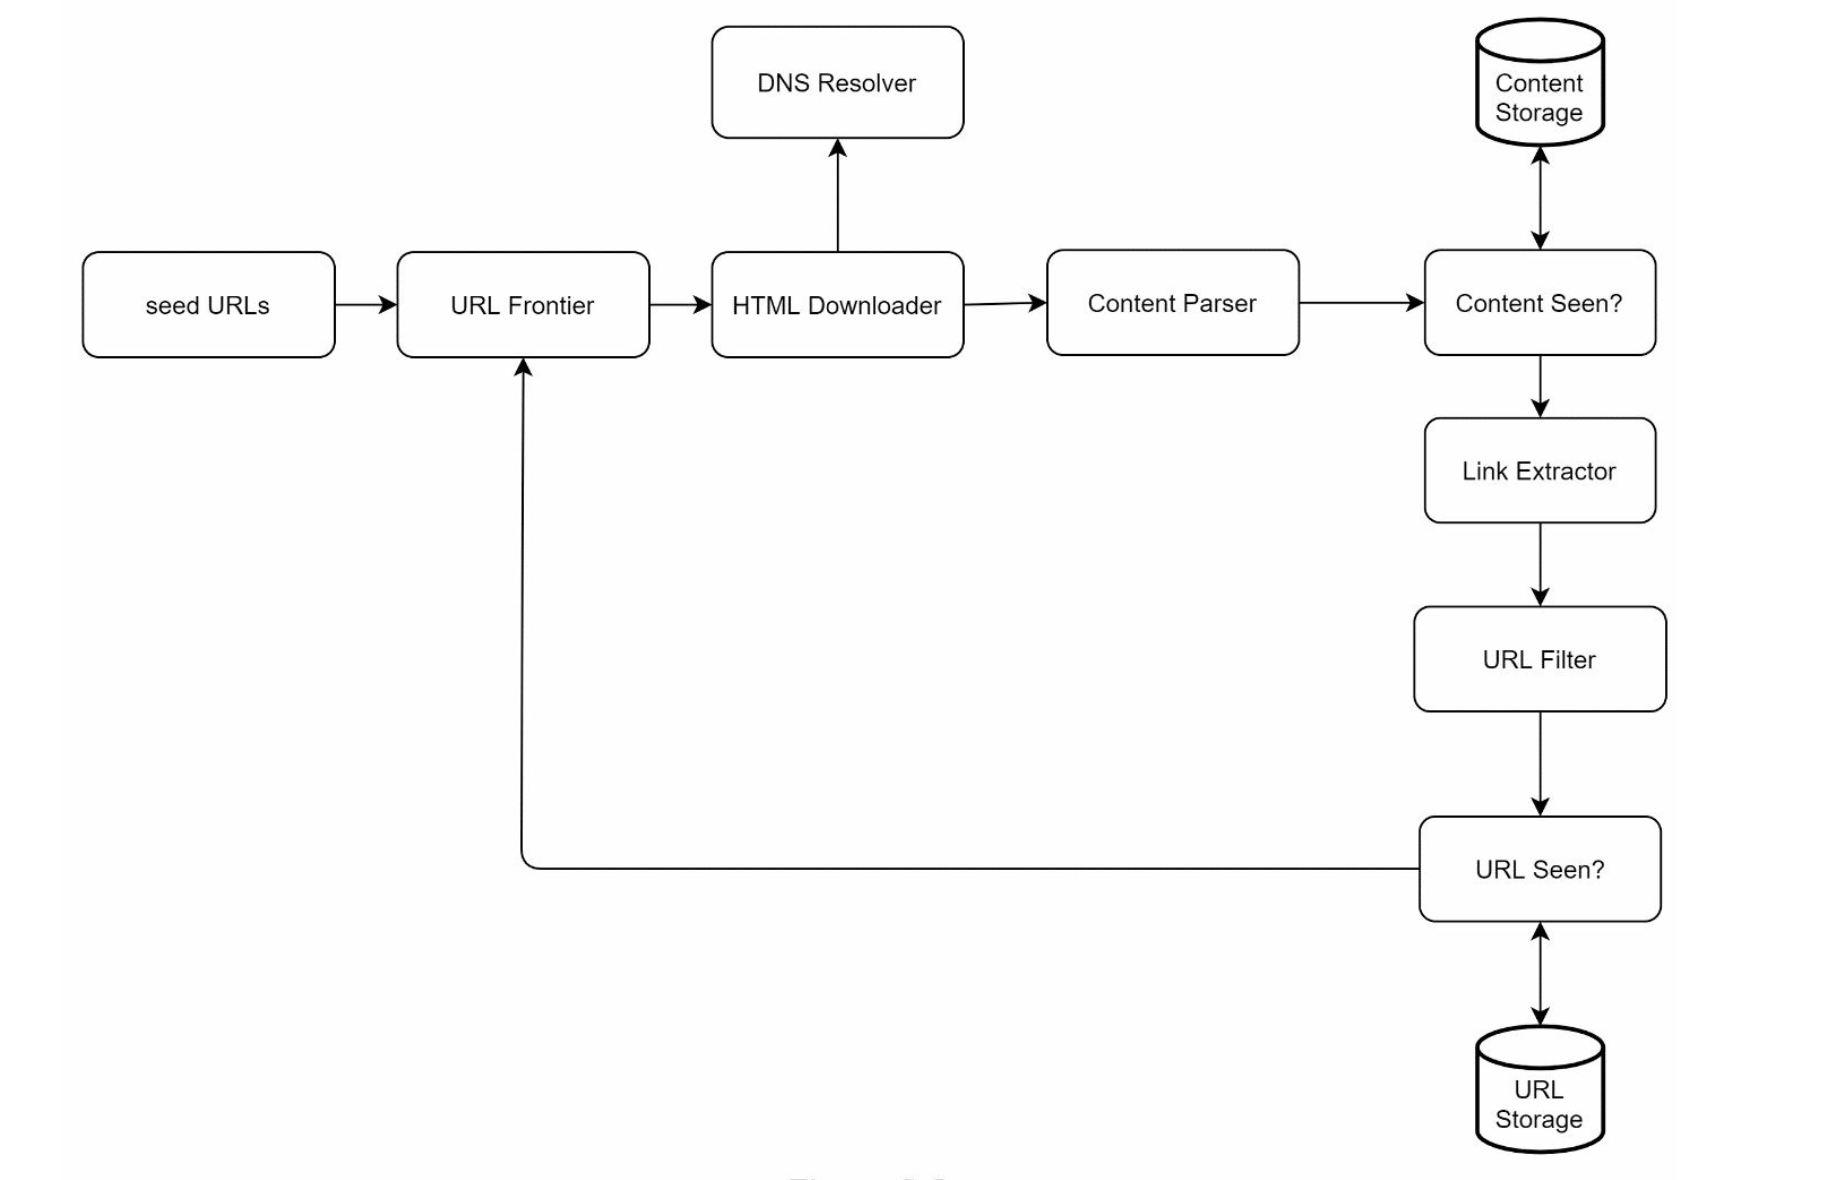 DNS Resolver
Content
Storage
seed URLs
URL Frontier
HTML Downloader
Content Parser
Content Seen?
Link Extractor
URL Filter
URL Seen?
URL
Storage